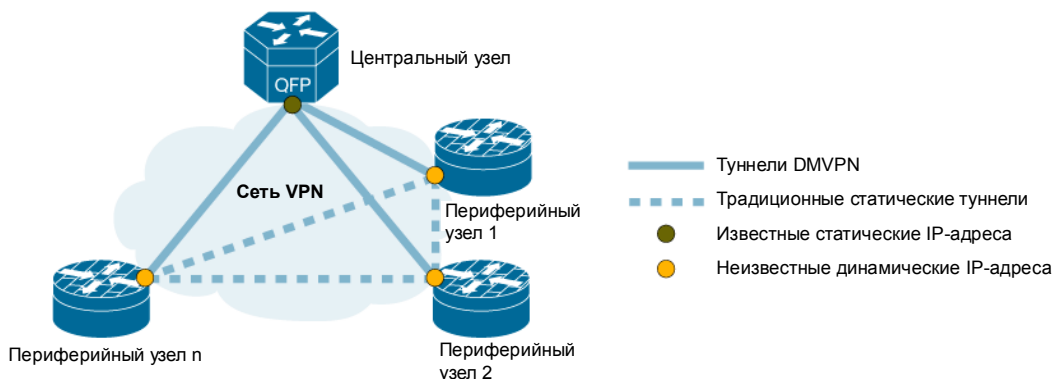 Центральный узел
QFP
Сеть VPN
Периферийный
узел 1
Периферийный узел n
Периферийный
узел 2
Туннели DMVPN
Традиционные статические туннели
Известные статические IP-адреса
Неизвестные динамические IP-адреса